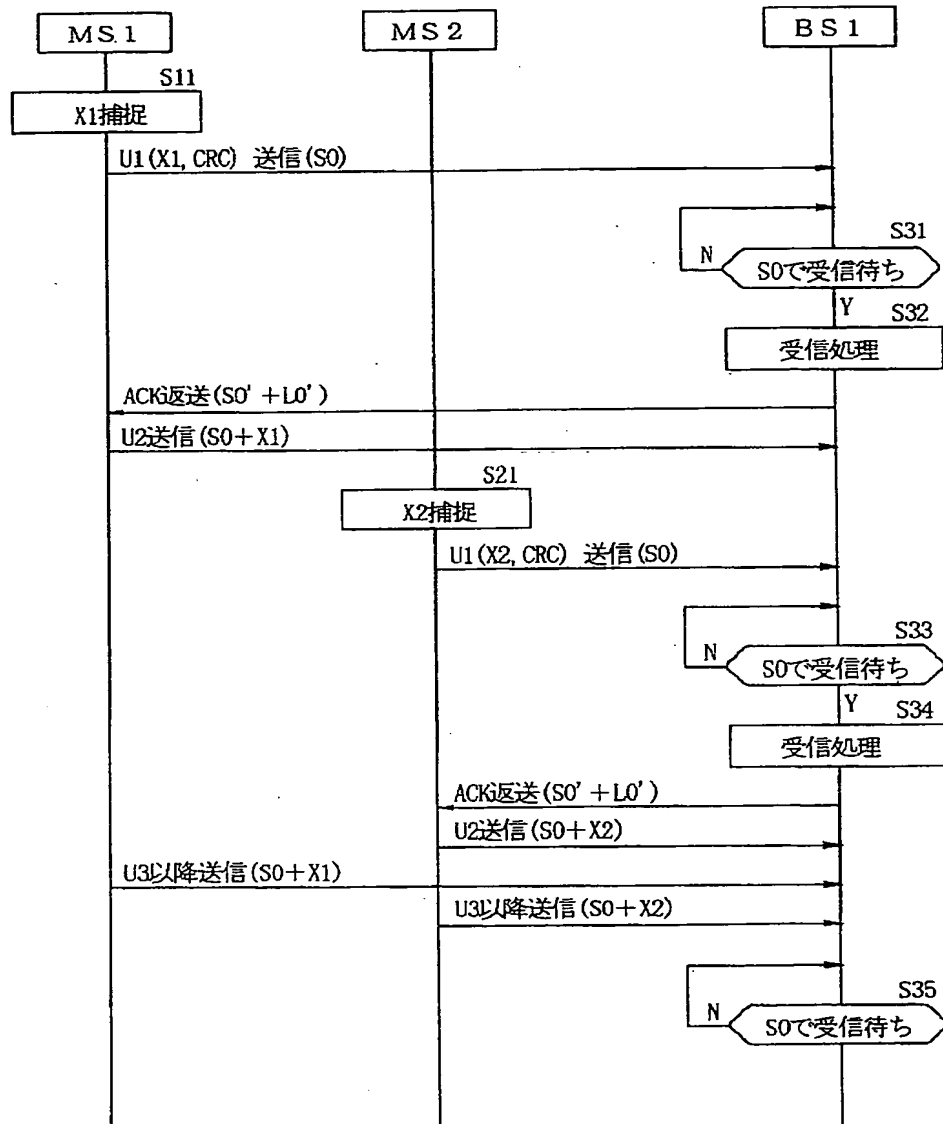 MS.1
MS2
BS1
S11
X1捕捉
U1(X1, CRC) 送信(S0)
S31
N
S0で受信待ち
Y
S32
受信処理
ACK返送(S0'+L0')
U2送信(S0+X1)
S21
X2捕捉
U1(X2, CRC) 送信(S0)
S33
N
S0で受信待ち
Y
S34
受信処理
ACK返送(S0'+L0')
U2送信(S0+X2)
U3以降送信(S0+X1)
U3以降送信(S0+X2)
S35
N
S0で受信待ち